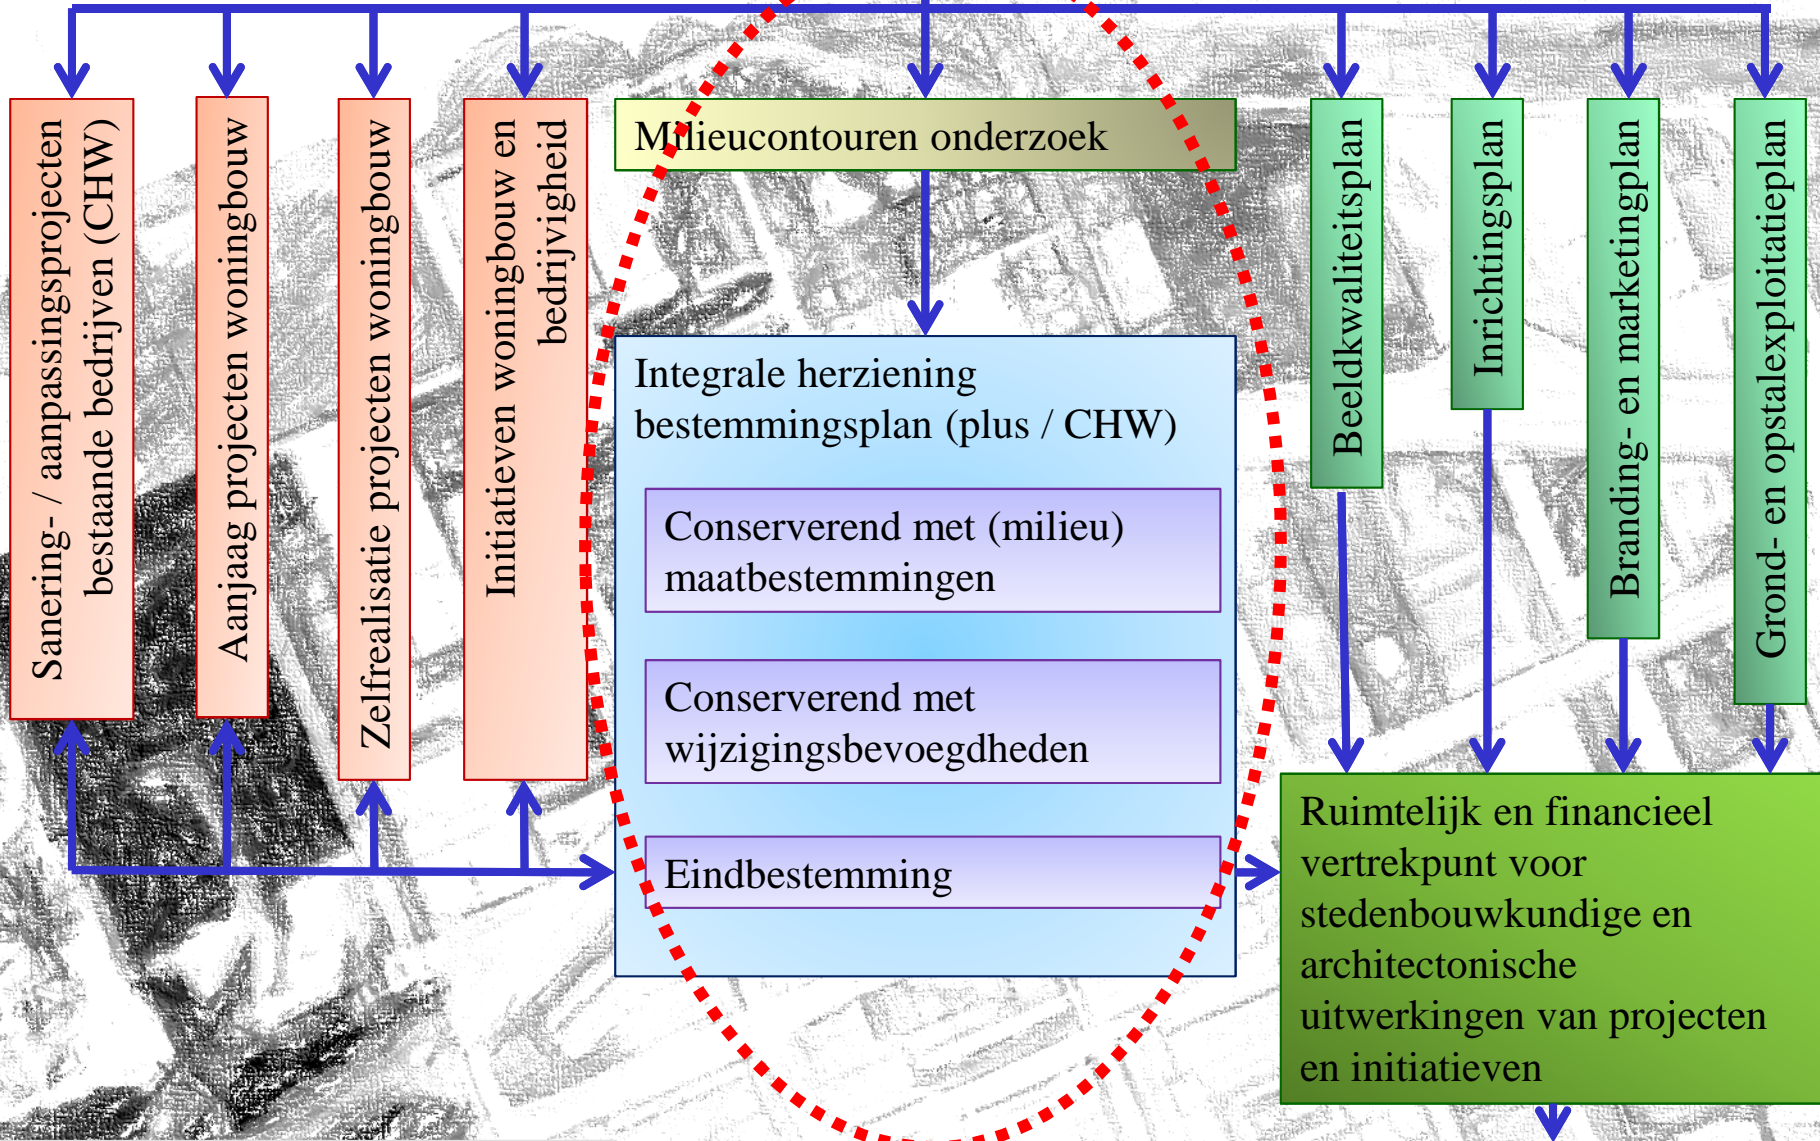 Sanering- / aanpassingsprojecten
bestaande bedrijven (CHW)
Aanjaag projecten woningbouw
Zelfrealisatie projecten woningbouw
Initiatieven woningbouw en
bedrijvigheid
Milieucontouren onderzoek
Integrale herziening
bestemmingsplan (plus / CHW)
Conserverend met (milieu)
maatbestemmingen
Conserverend met
wijzigingsbevoegdheden
Eindbestemming
Beeldkwaliteitsplan
Inrichtingsplan
Branding- en marketingplan
Grond- en opstalexploitatieplan
Ruimtelijk en financieel
vertrekpunt voor
stedenbouwkundige en
architectonische
uitwerkingen van projecten
en initiatieven